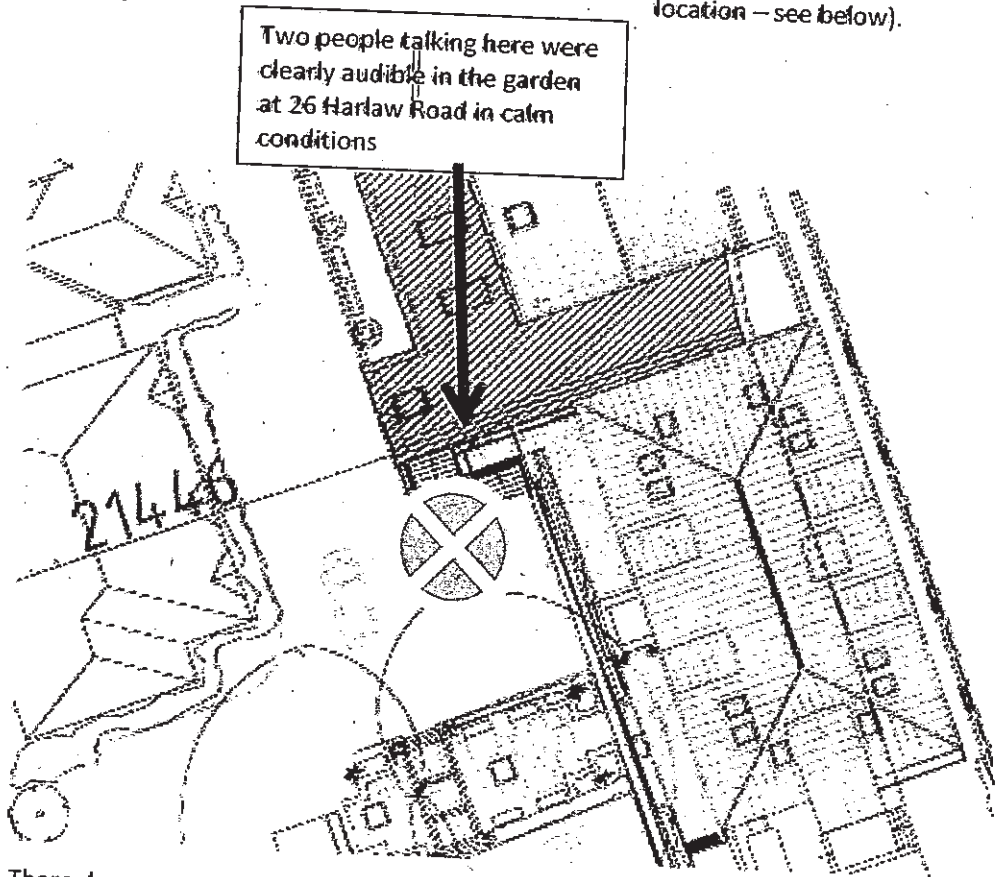 location – see below).
Two people talking here were
clearly audible in the garden
at 26 Harlaw Road in calm
conditions
21446